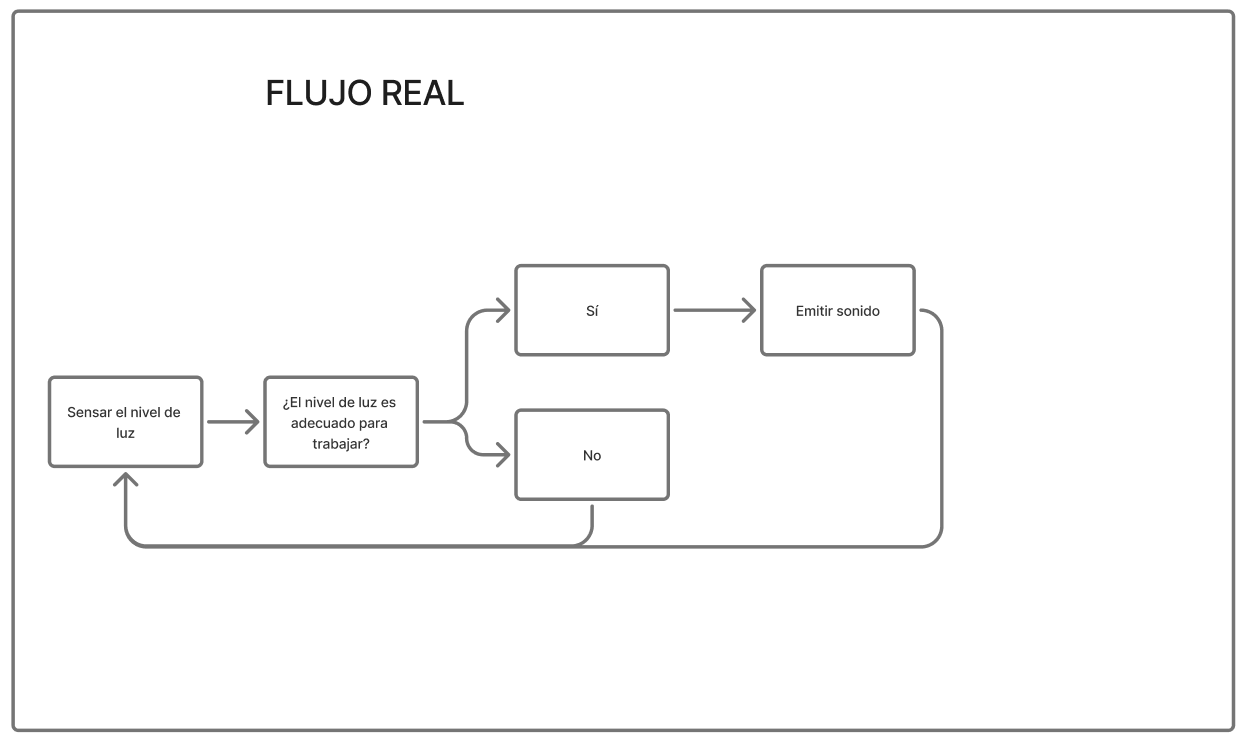 FLUJO REAL
Sensar el nivel de
luz
¿El nivel de luz es
adecuado para
trabajar?
Sí
Emitir sonido
No